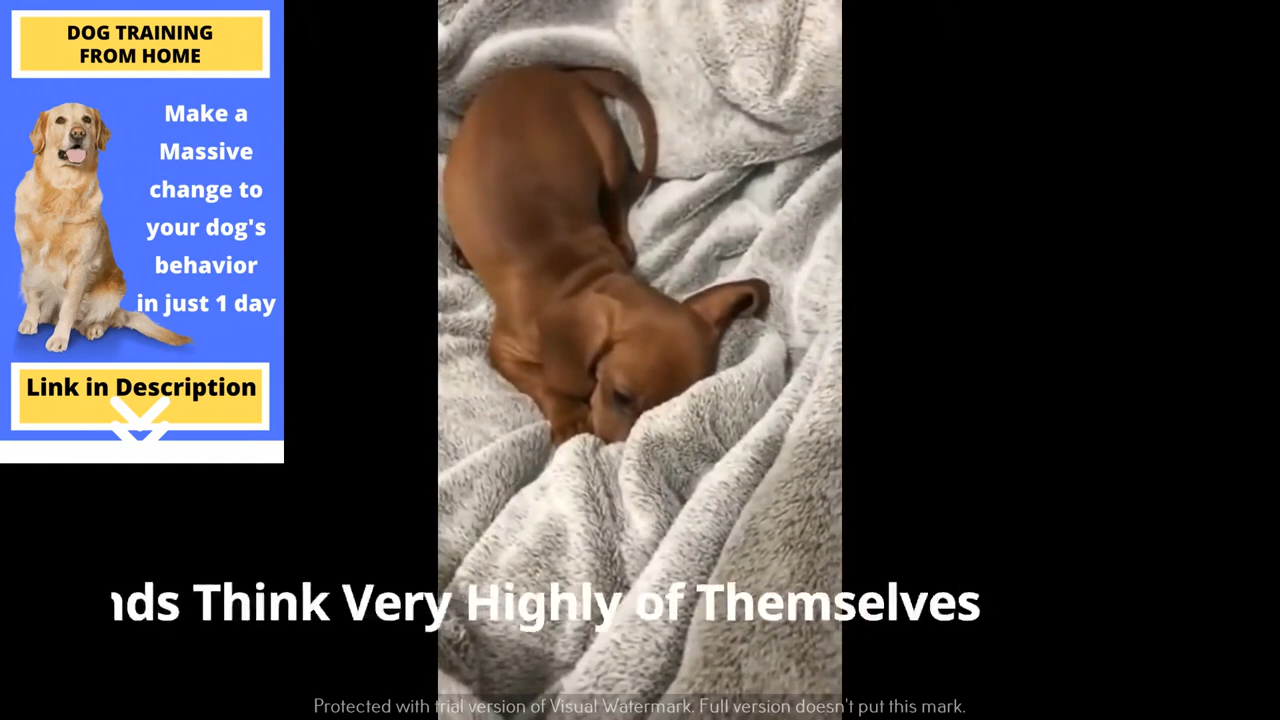 DOG TRAINING
FROM HOME
Make a
Massive
change to
your dog's
behavior
in just 1 day
Link in Description
Think Very Highly of Themselves
Protected with trial version of Visual Watermark. Full version doesn't put this mark.